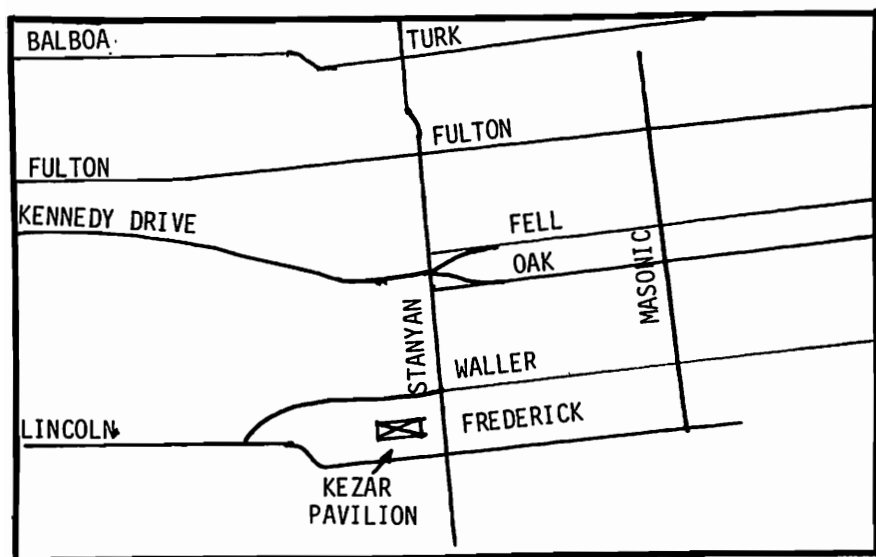 BALBOA
TURK
FULTON
FULTON
KENNEDY DRIVE
FELL
OAK
MASONIC
STANYAN
WALLER
LINCOLN
FREDERICK
KEZAR
PAVILION